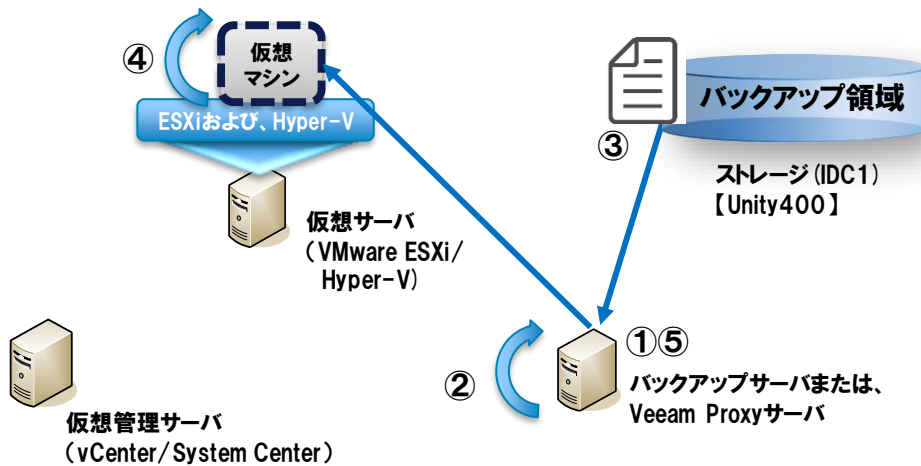 ④
仮想
マシン
ESXiおよび、Hyper-V
バックアップ領域
③
ストレージ(IDC1)
【Unity400】
仮想サーバ
(VMware ESXi/
Hyper-V)
①⑤
②
バックアップサーバまたは、
Veeam Proxyサーバ
仮想管理サーバ
(vCenter/System Center)